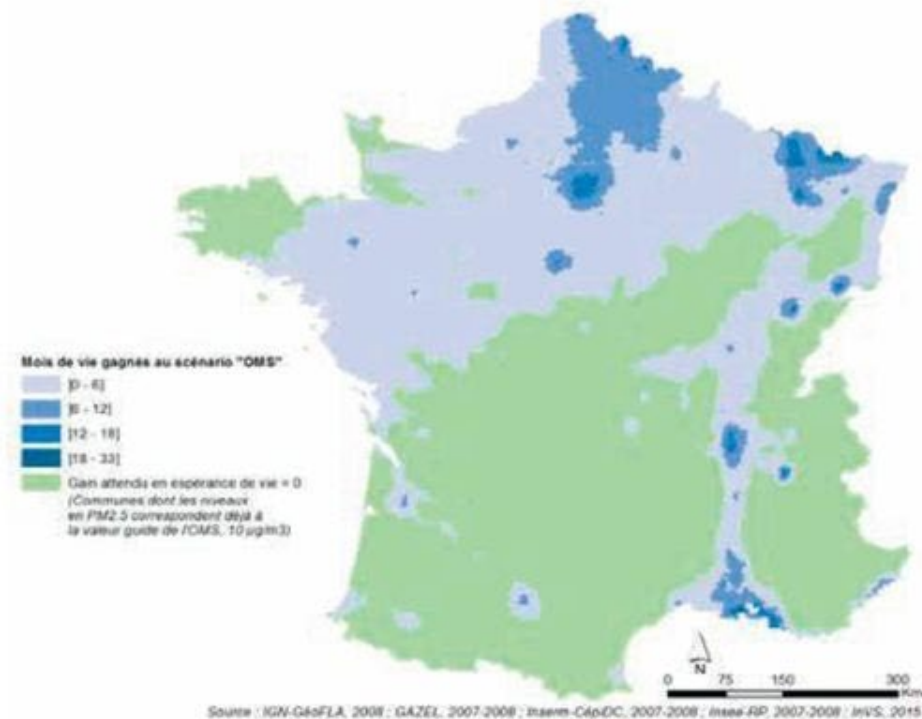 Mois de vie gagnés au scénario "OMS"
]0 - 6]
]6 - 12]
]12 - 18]
]18 - 33]
Gain attendu en espérance de vie = 0
(Communes dont les niveaux
en PM2.5 correspondent déjà à
la valeur guide de l'OMS, 10 µg/m3)
N
0 75 150 300
Km
Source : IGN-GéoFLA, 2008 ; GAZEL, 2007-2008 ; Inserm-CépiDC, 2007-2008 ; Insee-RP, 2007-2008 ; InVS, 2015